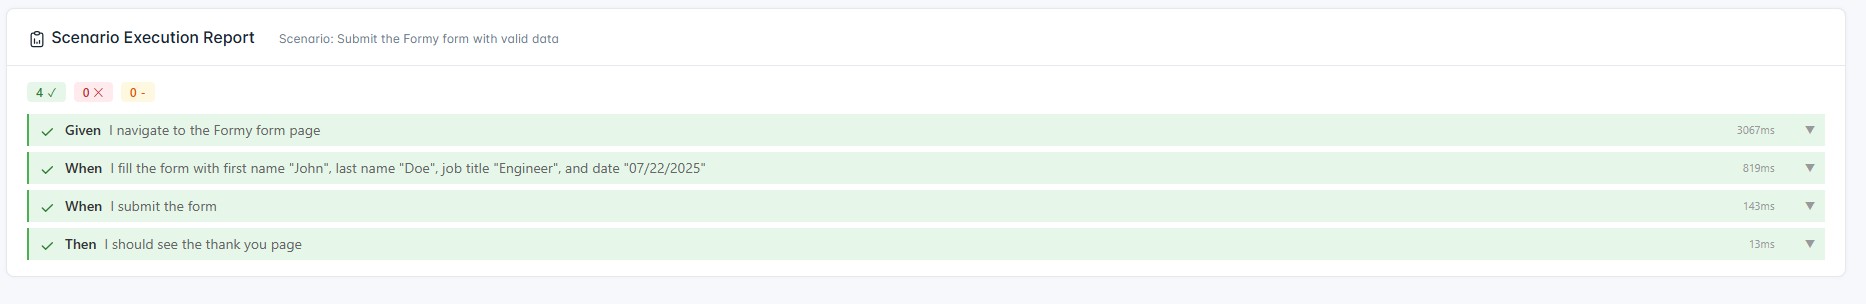 Scenario Execution Report Scenario: Submit the Formy form with valid data
4 ✓ 0 ✕ 0 -
✓ Given I navigate to the Formy form page 3067ms ▼
✓ When I fill the form with first name "John", last name "Doe", job title "Engineer", and date "07/22/2025" 819ms ▼
✓ When I submit the form 143ms ▼
✓ Then I should see the thank you page 13ms ▼